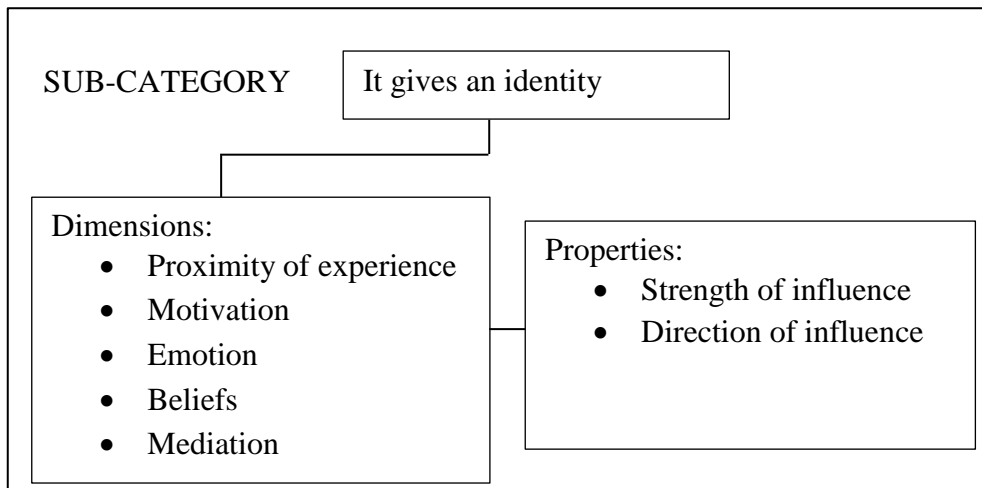 SUB-CATEGORY
It gives an identity
Dimensions:
• Proximity of experience
• Motivation
• Emotion
• Beliefs
• Mediation
Properties:
• Strength of influence
• Direction of influence